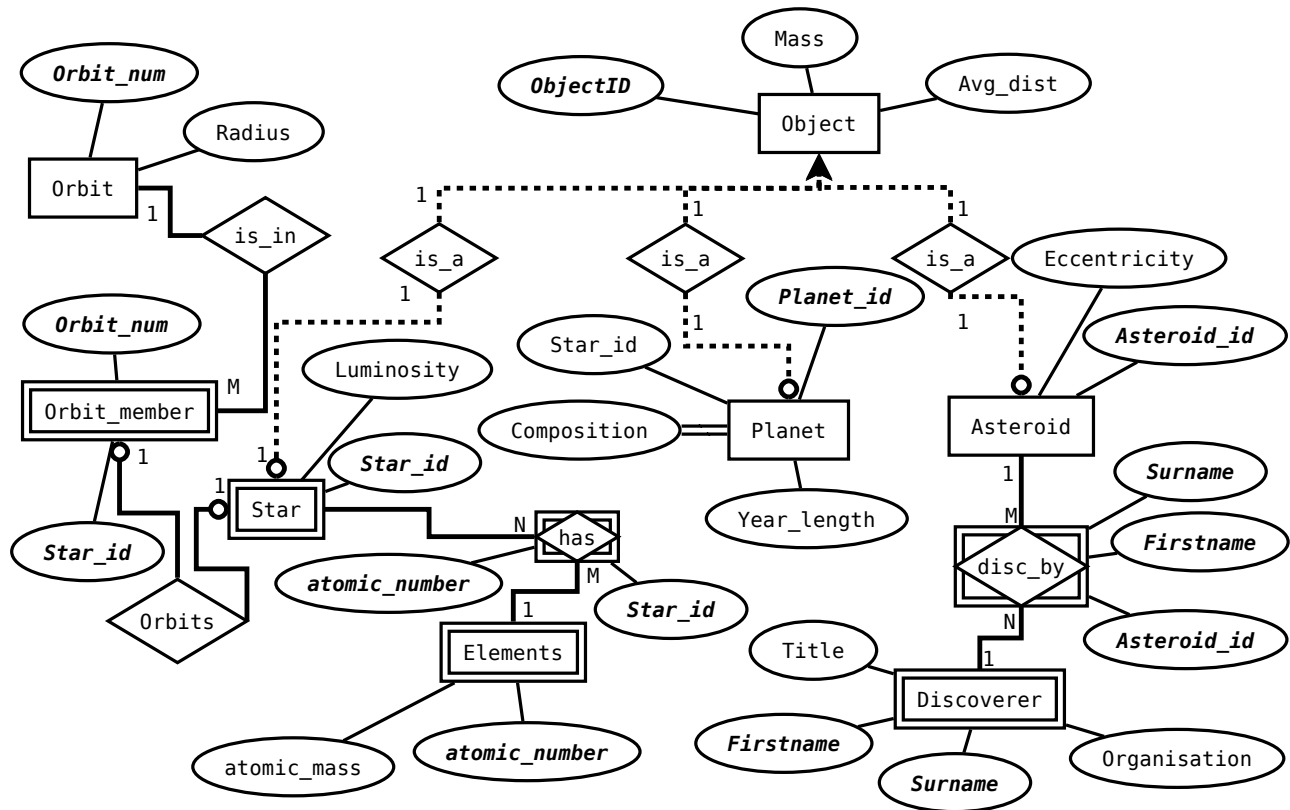 Mass
Orbit_num
ObjectID
Avg_dist
Object
Radius
Orbit
1
1
1
1
is_in
is_a
is_a
is_a
Eccentricity
1
Planet_id
Orbit_num
1
1
Star_id
Asteroid_id
Luminosity
M
Orbit_member
Composition
Planet
Asteroid
1
1
Star_id
1
Surname
1
Star
N
M
Year_length
has
Firstname
Star_id
disc_by
atomic_number
M
Star_id
1
N
Orbits
Asteroid_id
Elements
Title
1
Discoverer
Firstname
atomic_number
Organisation
atomic_mass
Surname